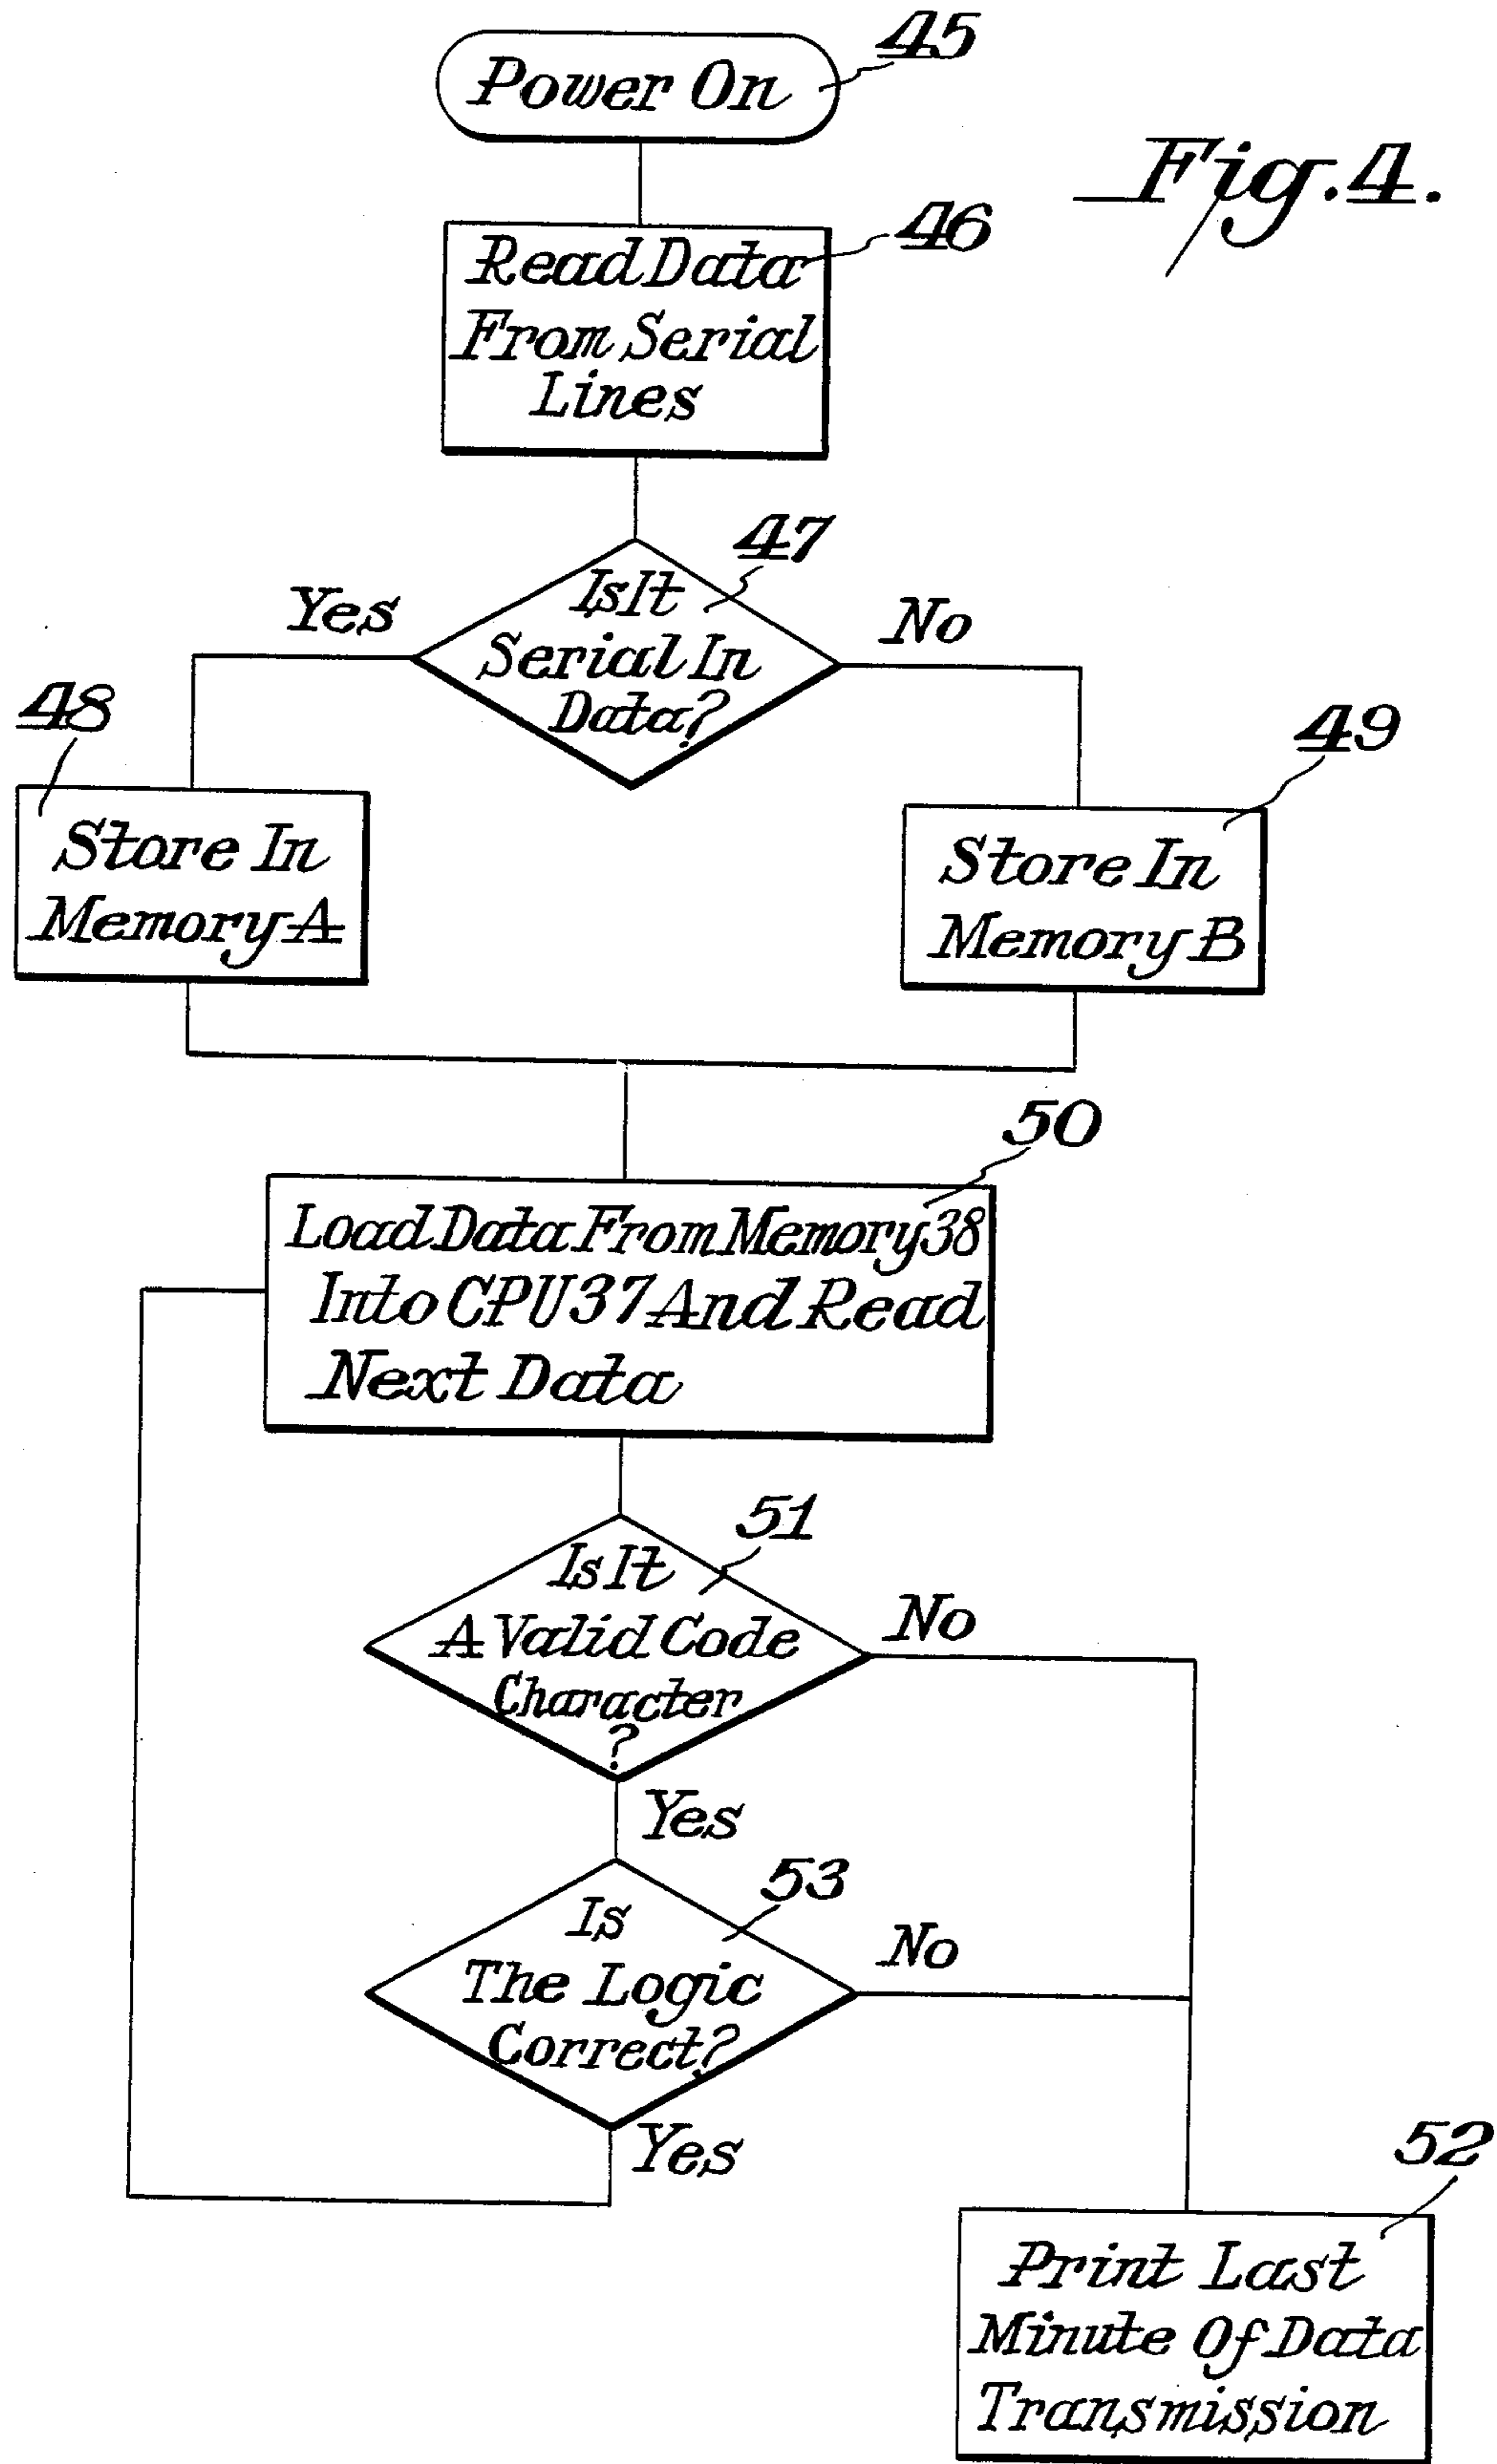 Power On
45
Fig. 4.
46
Read Data
From Serial
Lines
47
Is It
Serial In
Data?
Yes
No
48
Store In
Memory A
49
Store In
Memory B
50
Load Data From Memory 38
Into CPU 37 And Read
Next Data
51
Is It
A Valid Code
Character
?
No
Yes
53
Is
The Logic
Correct?
No
Yes
52
Print Last
Minute Of Data
Transmission